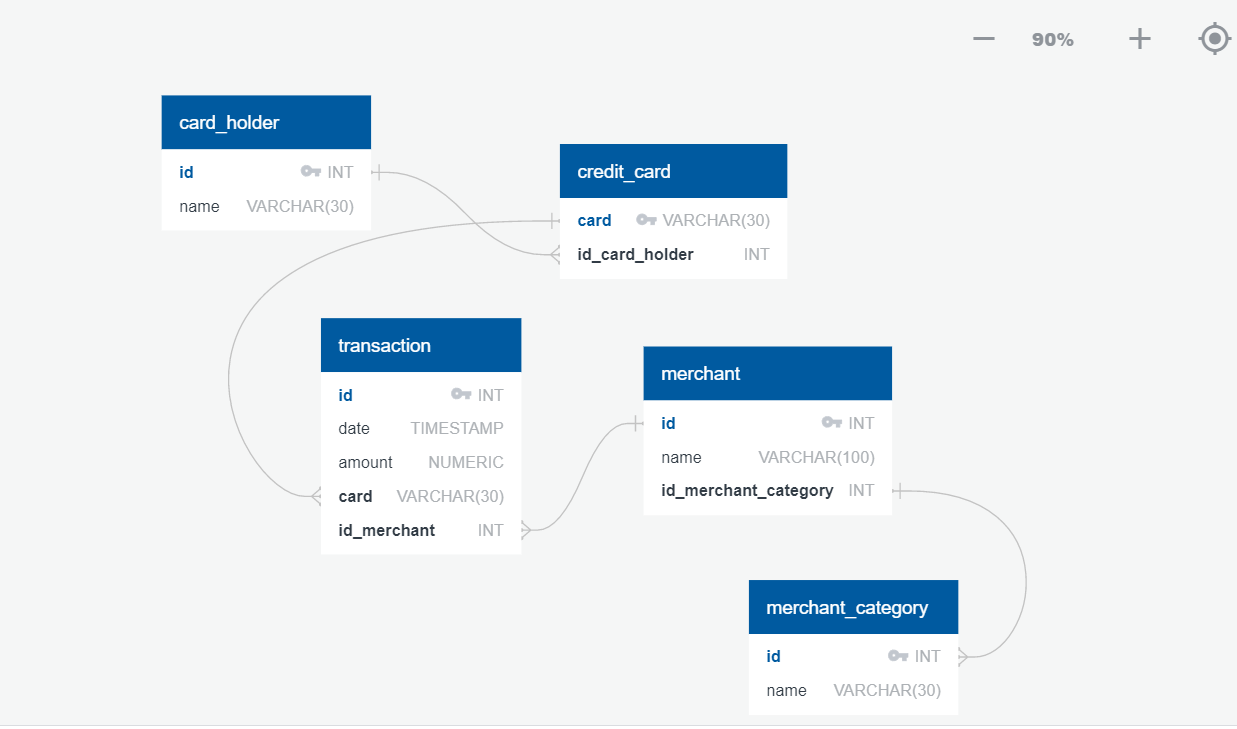 90%
card_holder
id INT
name VARCHAR(30)
credit_card
card VARCHAR(30)
id_card_holder INT
transaction
id INT
date TIMESTAMP
amount NUMERIC
card VARCHAR(30)
id_merchant INT
merchant
id INT
name VARCHAR(100)
id_merchant_category INT
merchant_category
id INT
name VARCHAR(30)